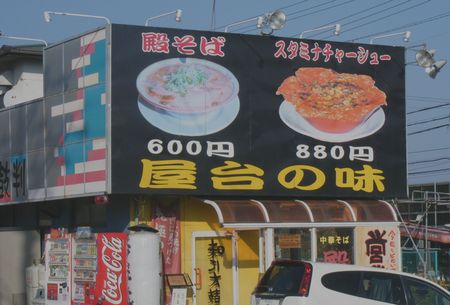 殿そば
スタミナチャーシュー
600円
880円
屋台の味
中華そば
殿
営
Coca-Cola